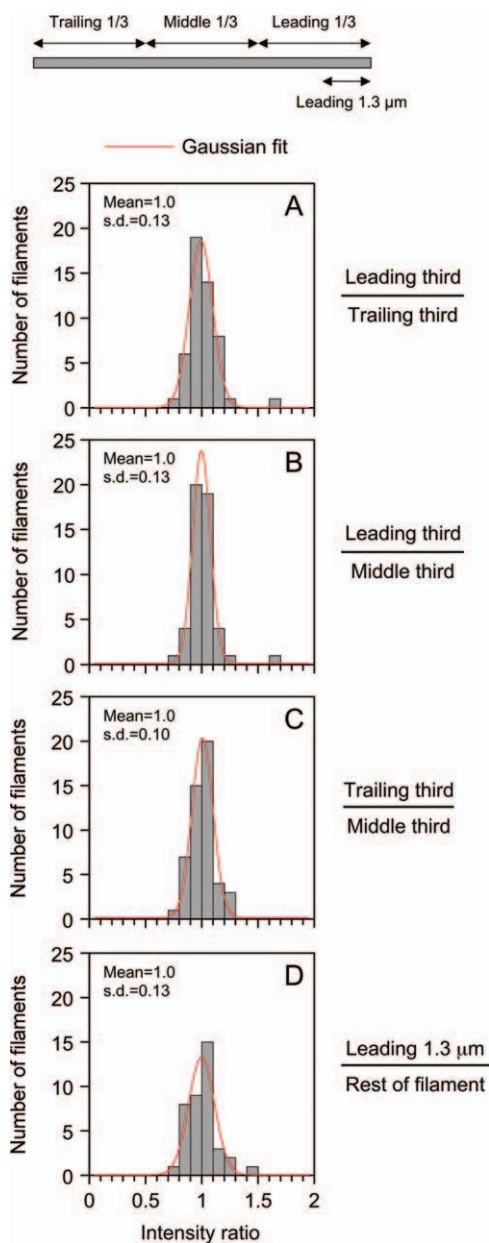 Trailing 1/3 Middle 1/3 Leading 1/3
Leading 1.3 μm
Gaussian fit
25
20
15
10
5
0
Number of filaments
Mean=1.0
s.d.=0.13
A
Leading third
Trailing third
25
20
15
10
5
0
Number of filaments
Mean=1.0
s.d.=0.13
B
Leading third
Middle third
25
20
15
10
5
0
Number of filaments
Mean=1.0
s.d.=0.10
C
Trailing third
Middle third
25
20
15
10
5
0
Number of filaments
Mean=1.0
s.d.=0.13
D
Leading 1.3 μm
Rest of filament
0 0.5 1 1.5 2
Intensity ratio